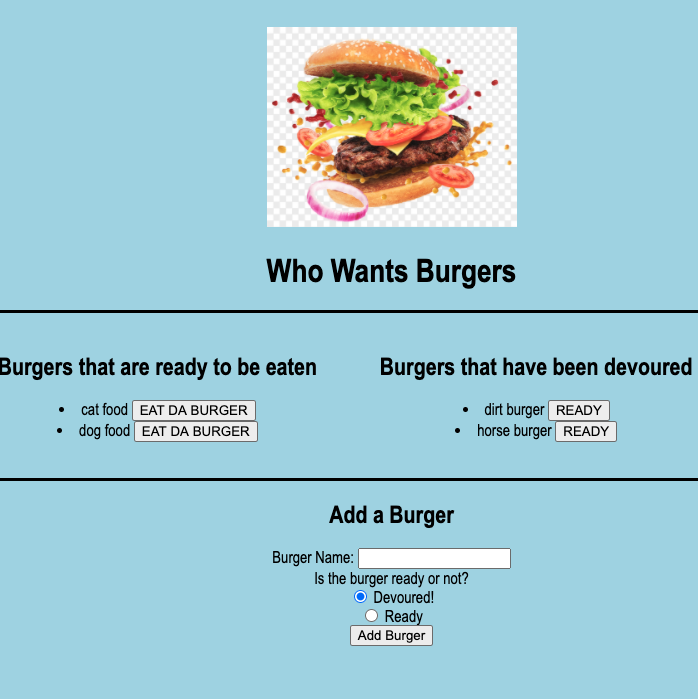 Who Wants Burgers
Burgers that are ready to be eaten
cat food EAT DA BURGER
dog food EAT DA BURGER
Burgers that have been devoured
dirt burger READY
horse burger READY
Add a Burger
Burger Name:
Is the burger ready or not?
Devoured!
Ready
Add Burger